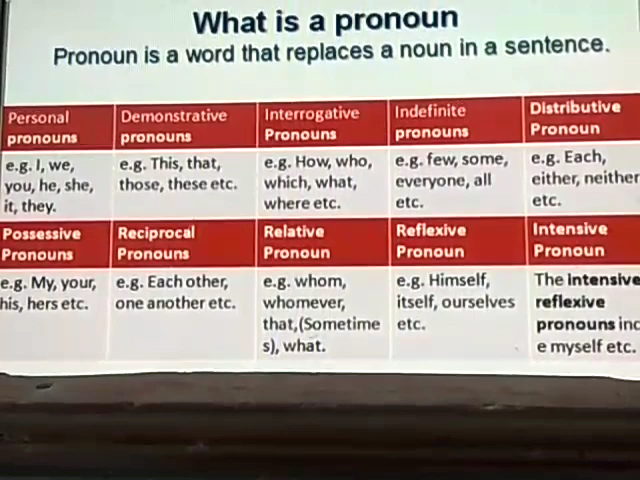 What is a pronoun
Pronoun is a word that replaces a noun in a sentence.
Personal
pronouns
Demonstrative
pronouns
Interrogative
Pronouns
Indefinite
pronouns
Distributive
Pronoun
e.g. I, we,
you, he, she,
it, they.
e.g. This, that,
those, these etc.
e.g. How, who,
which, what,
where etc.
e.g. few, some,
everyone, all
etc.
e.g. Each,
either, neither
etc.
Possessive
Pronouns
Reciprocal
Pronouns
Relative
Pronoun
Reflexive
Pronoun
Intensive
Pronoun
e.g. My, your,
his, hers etc.
e.g. Each other,
one another etc.
e.g. whom,
whomever,
that,(Sometime
s), what.
e.g. Himself,
itself, ourselves
etc.
The intensive
reflexive
pronouns inc
e myself etc.